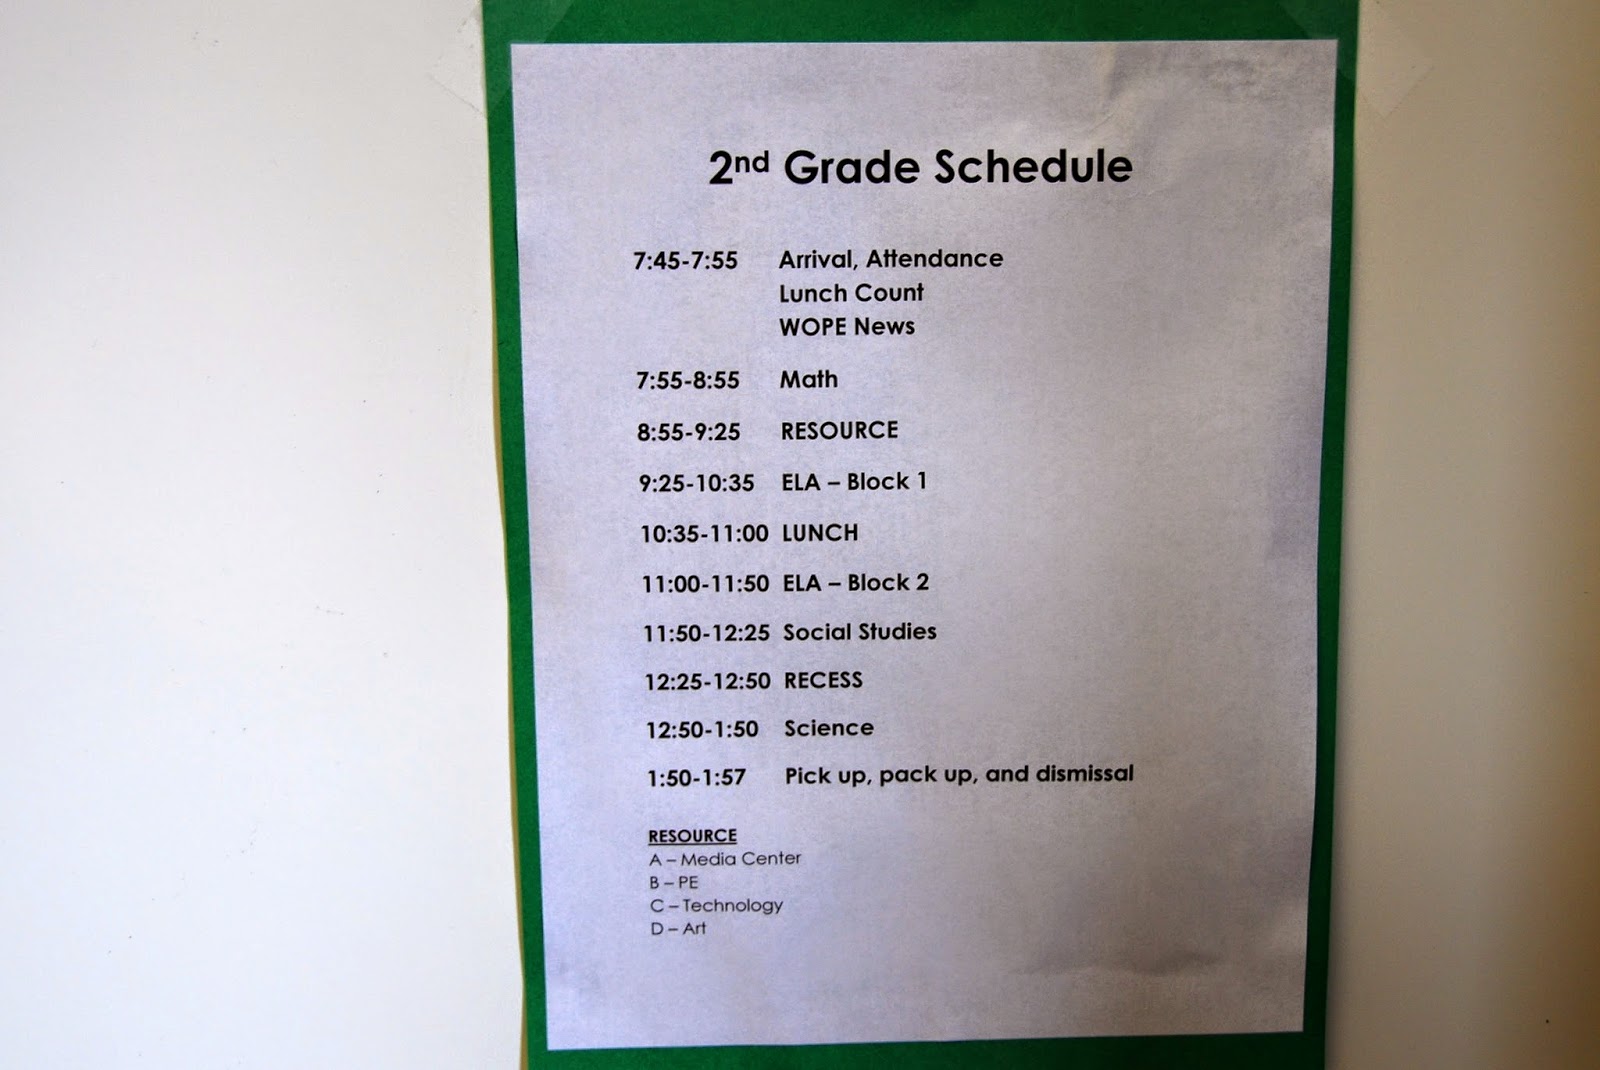 2nd Grade Schedule
7:45-7:55 Arrival, Attendance
Lunch Count
WOPE News
7:55-8:55 Math
8:55-9:25 RESOURCE
9:25-10:35 ELA – Block 1
10:35-11:00 LUNCH
11:00-11:50 ELA – Block 2
11:50-12:25 Social Studies
12:25-12:50 RECESS
12:50-1:50 Science
1:50-1:57 Pick up, pack up, and dismissal
RESOURCE
A – Media Center
B – PE
C – Technology
D – Art